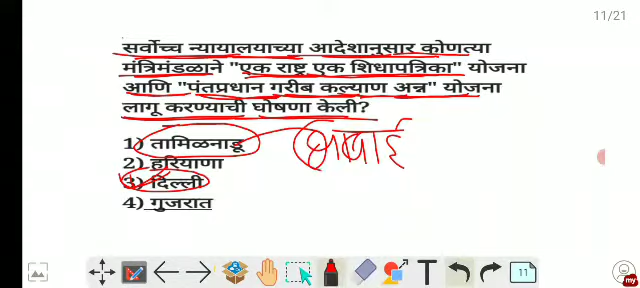 11/21
सर्वोच्च न्यायालयाच्या आदेशानुसार कोणत्या
मंत्रिमंडळाने "एक राष्ट्र एक शिधापत्रिका" योजना
आणि "पंतप्रधान गरीब कल्याण अन्न" योजना
लागू करण्याची घोषणा केली?
1) तामिळनाडू
2) हरियाणा
3) दिल्ली
4) गुजरात
T
11
my